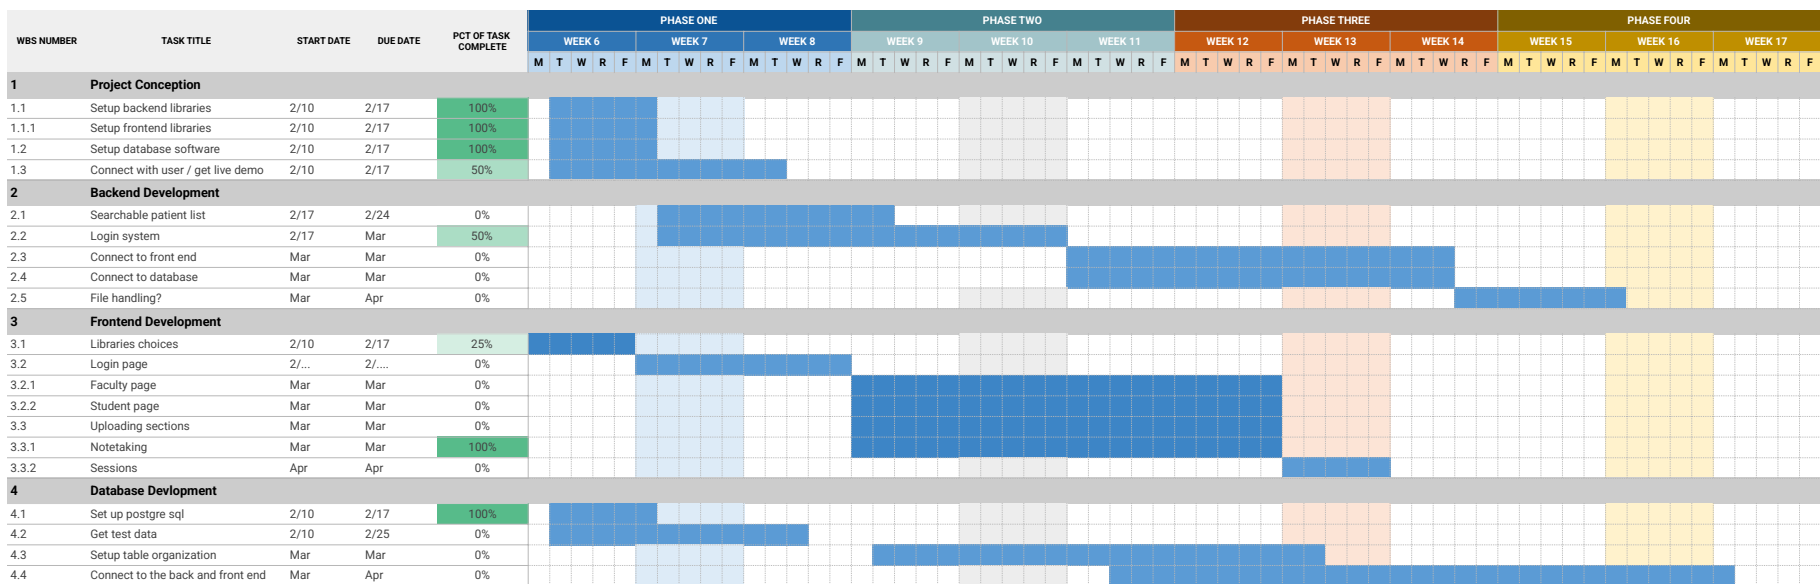 PHASE ONE PHASE TWO PHASE THREE PHASE FOUR
WBS NUMBER TASK TITLE START DATE DUE DATE PCT OF TASK COMPLETE WEEK 6 WEEK 7 WEEK 8 WEEK 9 WEEK 10 WEEK 11 WEEK 12 WEEK 13 WEEK 14 WEEK 15 WEEK 16 WEEK 17
M T W R F M T W R F M T W R F M T W R F M T W R F M T W R F M T W R F M T W R F M T W R F M T W R F M T W R F M T W R F
1 Project Conception
1.1 Setup backend libraries 2/10 2/17 100%
1.1.1 Setup frontend libraries 2/10 2/17 100%
1.2 Setup database software 2/10 2/17 100%
1.3 Connect with user / get live demo 2/10 2/17 50%
2 Backend Development
2.1 Searchable patient list 2/17 2/24 0%
2.2 Login system 2/17 Mar 50%
2.3 Connect to front end Mar Mar 0%
2.4 Connect to database Mar Mar 0%
2.5 File handling? Mar Apr 0%
3 Frontend Development
3.1 Libraries choices 2/10 2/17 25%
3.2 Login page 2/... 2/.... 0%
3.2.1 Faculty page Mar Mar 0%
3.2.2 Student page Mar Mar 0%
3.3 Uploading sections Mar Mar 0%
3.3.1 Notetaking Mar Mar 100%
3.3.2 Sessions Apr Apr 0%
4 Database Devlopment
4.1 Set up postgre sql 2/10 2/17 100%
4.2 Get test data 2/10 2/25 0%
4.3 Setup table organization Mar Mar 0%
4.4 Connect to the back and front end Mar Apr 0%